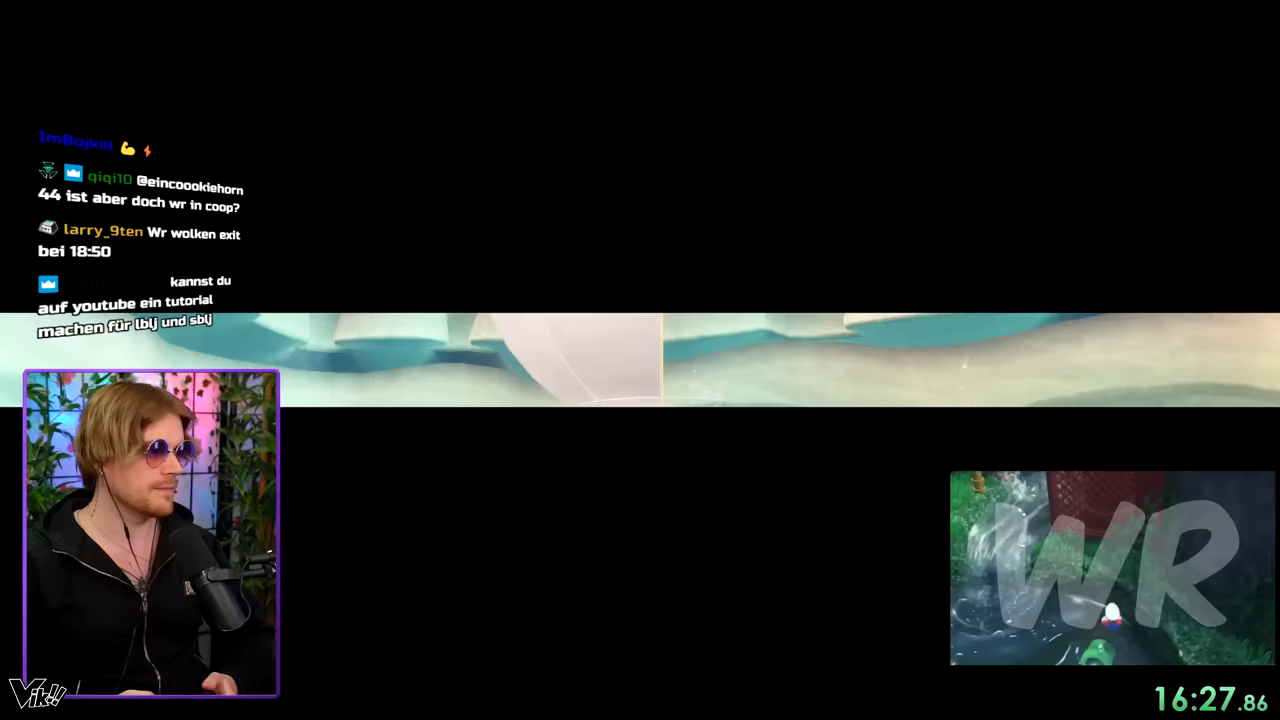 ImBojkill
qiqi10 @eincoookiehorn
44 ist aber doch wr in coop?
larry_9ten Wr wolken exit
bei 18:50
kannst du
auf youtube ein tutorial
machen für lblj und sblj
WR
Vik!!
16:27.86